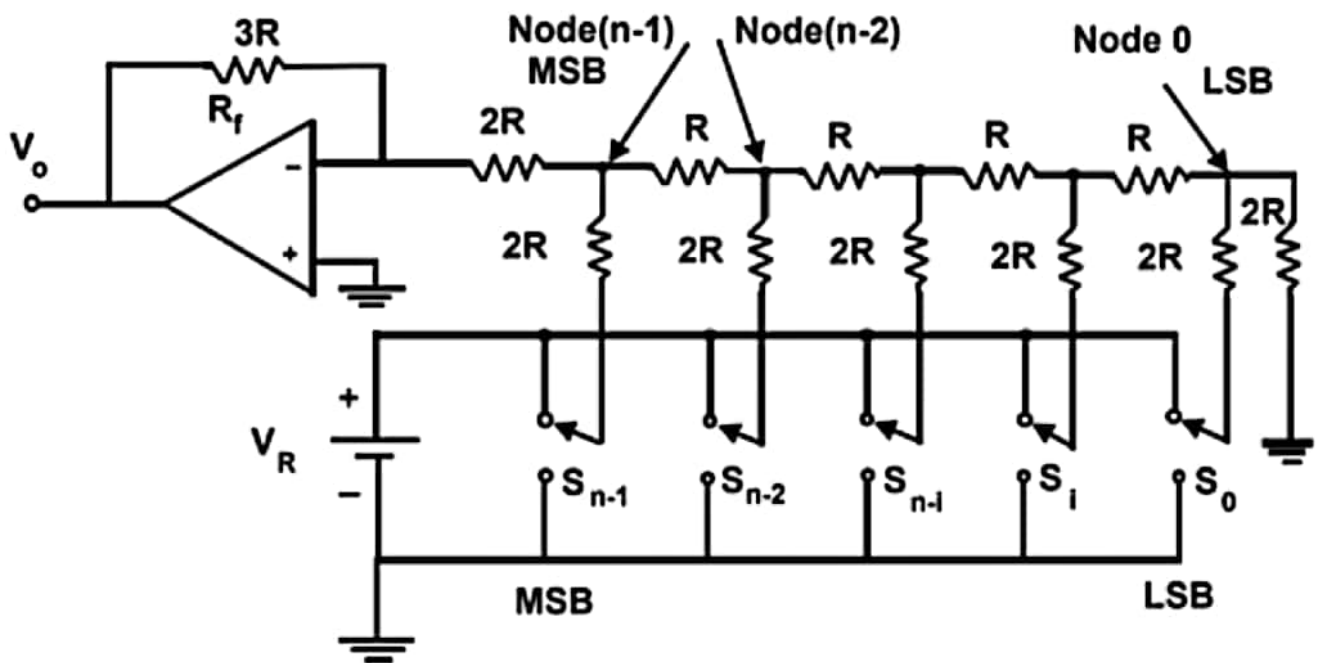 3R
Node(n-1)
MSB
Node(n-2)
Node 0
LSB
R_f
2R
R
R
R
R
V_o
-
+
2R
2R
2R
2R
2R
2R
+
V_R
-
S_n-1
S_n-2
S_n-i
S_i
S_0
MSB
LSB